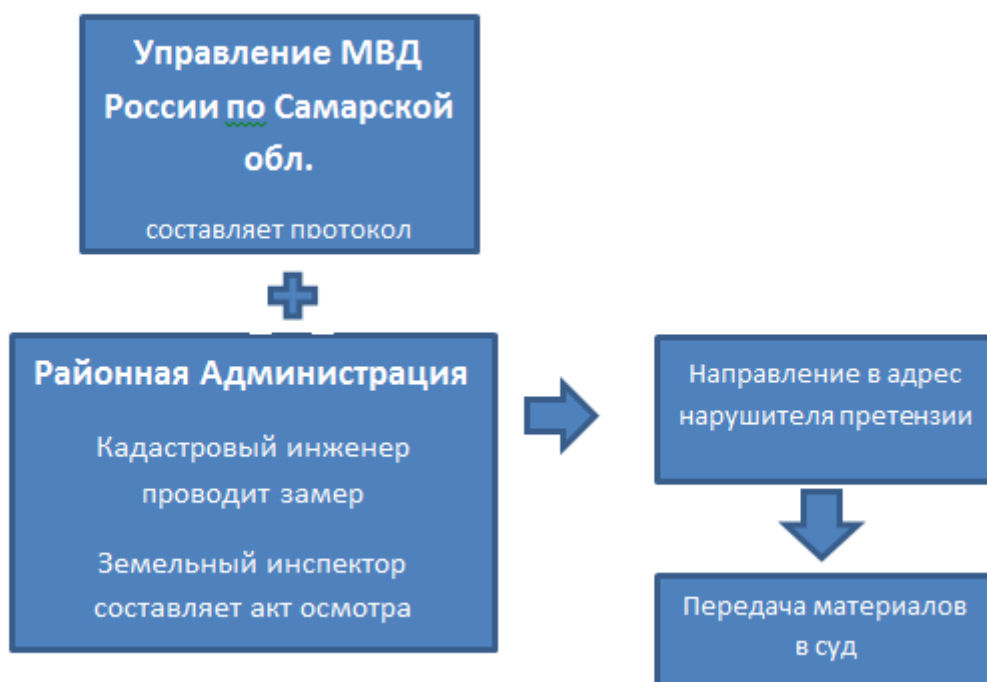 Управление МВД
России по Самарской
обл.
составляет протокол
Районная Администрация
Кадастровый инженер
проводит замер
Земельный инспектор
составляет акт осмотра
Направление в адрес
нарушителя претензии
Передача материалов
в суд